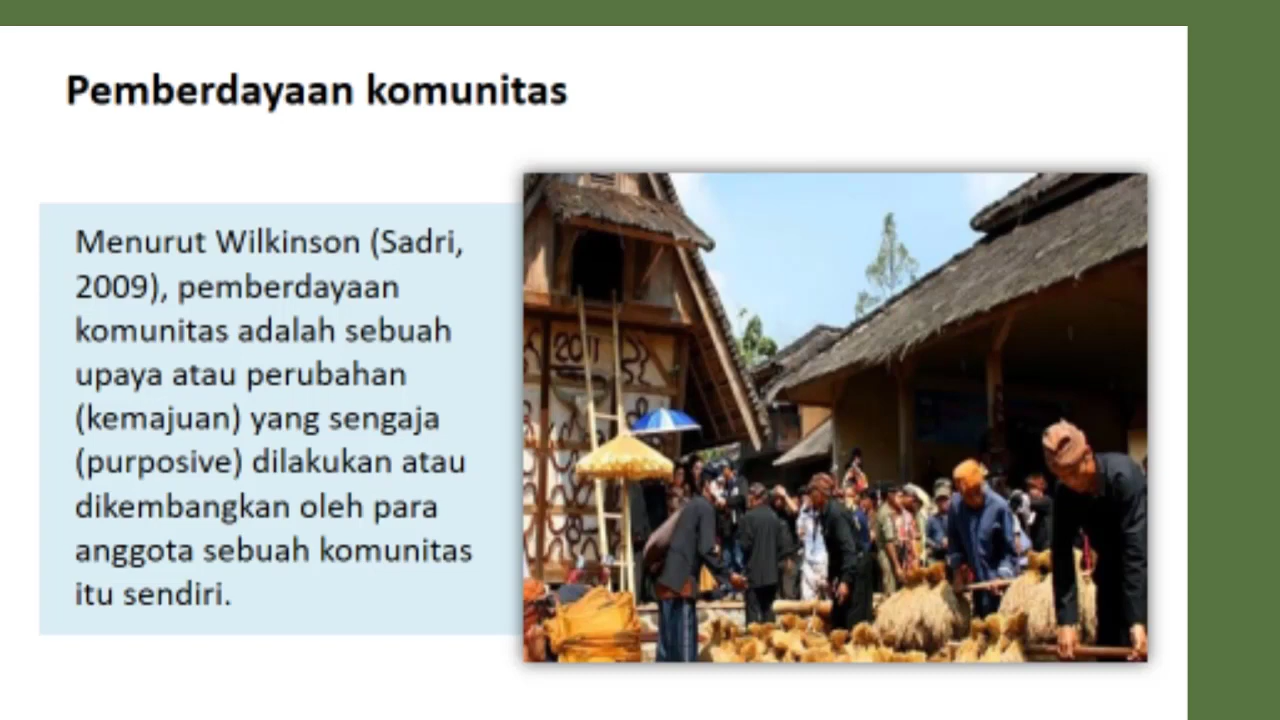 Pemberdayaan komunitas
Menurut Wilkinson (Sadri,
2009), pemberdayaan
komunitas adalah sebuah
upaya atau perubahan
(kemajuan) yang sengaja
(purposive) dilakukan atau
dikembangkan oleh para
anggota sebuah komunitas
itu sendiri.
2011